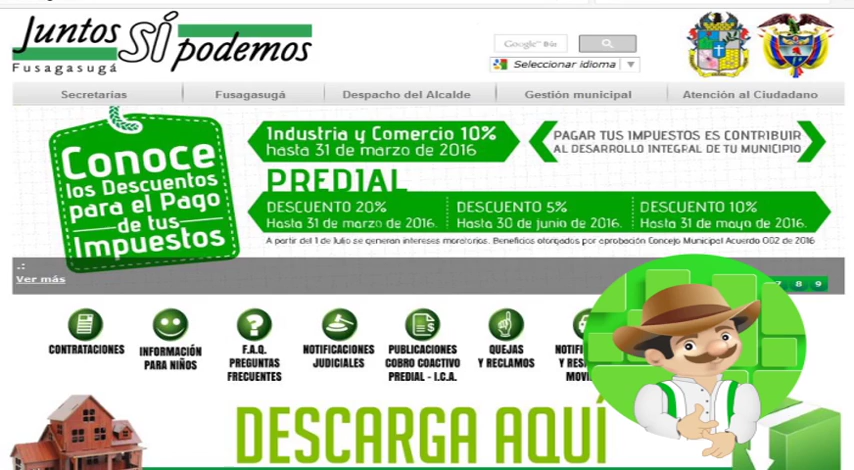 Juntos SÍ podemos
Fusagasugá
Google™
Seleccionar idioma ▼
Secretarías
Fusagasugá
Despacho del Alcalde
Gestión municipal
Atención al Ciudadano
Conoce
los Descuentos
para el Pago
de tus
Impuestos
Industria y Comercio 10%
hasta 31 de marzo de 2016
PAGAR TUS IMPUESTOS ES CONTRIBUIR
AL DESARROLLO INTEGRAL DE TU MUNICIPIO
PREDIAL
DESCUENTO 20%
Hasta 31 de marzo de 2016.
DESCUENTO 5%
Hasta 30 de junio de 2016.
DESCUENTO 10%
Hasta 31 de mayo de 2016.
A partir del 1 de Julio se generan intereses moratorios. Beneficios otorgados por aprobación Concejo Municipal Acuerdo 002 de 2016
.:
Ver más
7 8 9
CONTRATACIONES
INFORMACIÓN
PARA NIÑOS
F.A.Q.
PREGUNTAS
FRECUENTES
NOTIFICACIONES
JUDICIALES
PUBLICACIONES
COBRO COACTIVO
PREDIAL - I.C.A.
QUEJAS
Y RECLAMOS
NOTIFI
Y RES
MOVI
DESCARGA AQUÍ